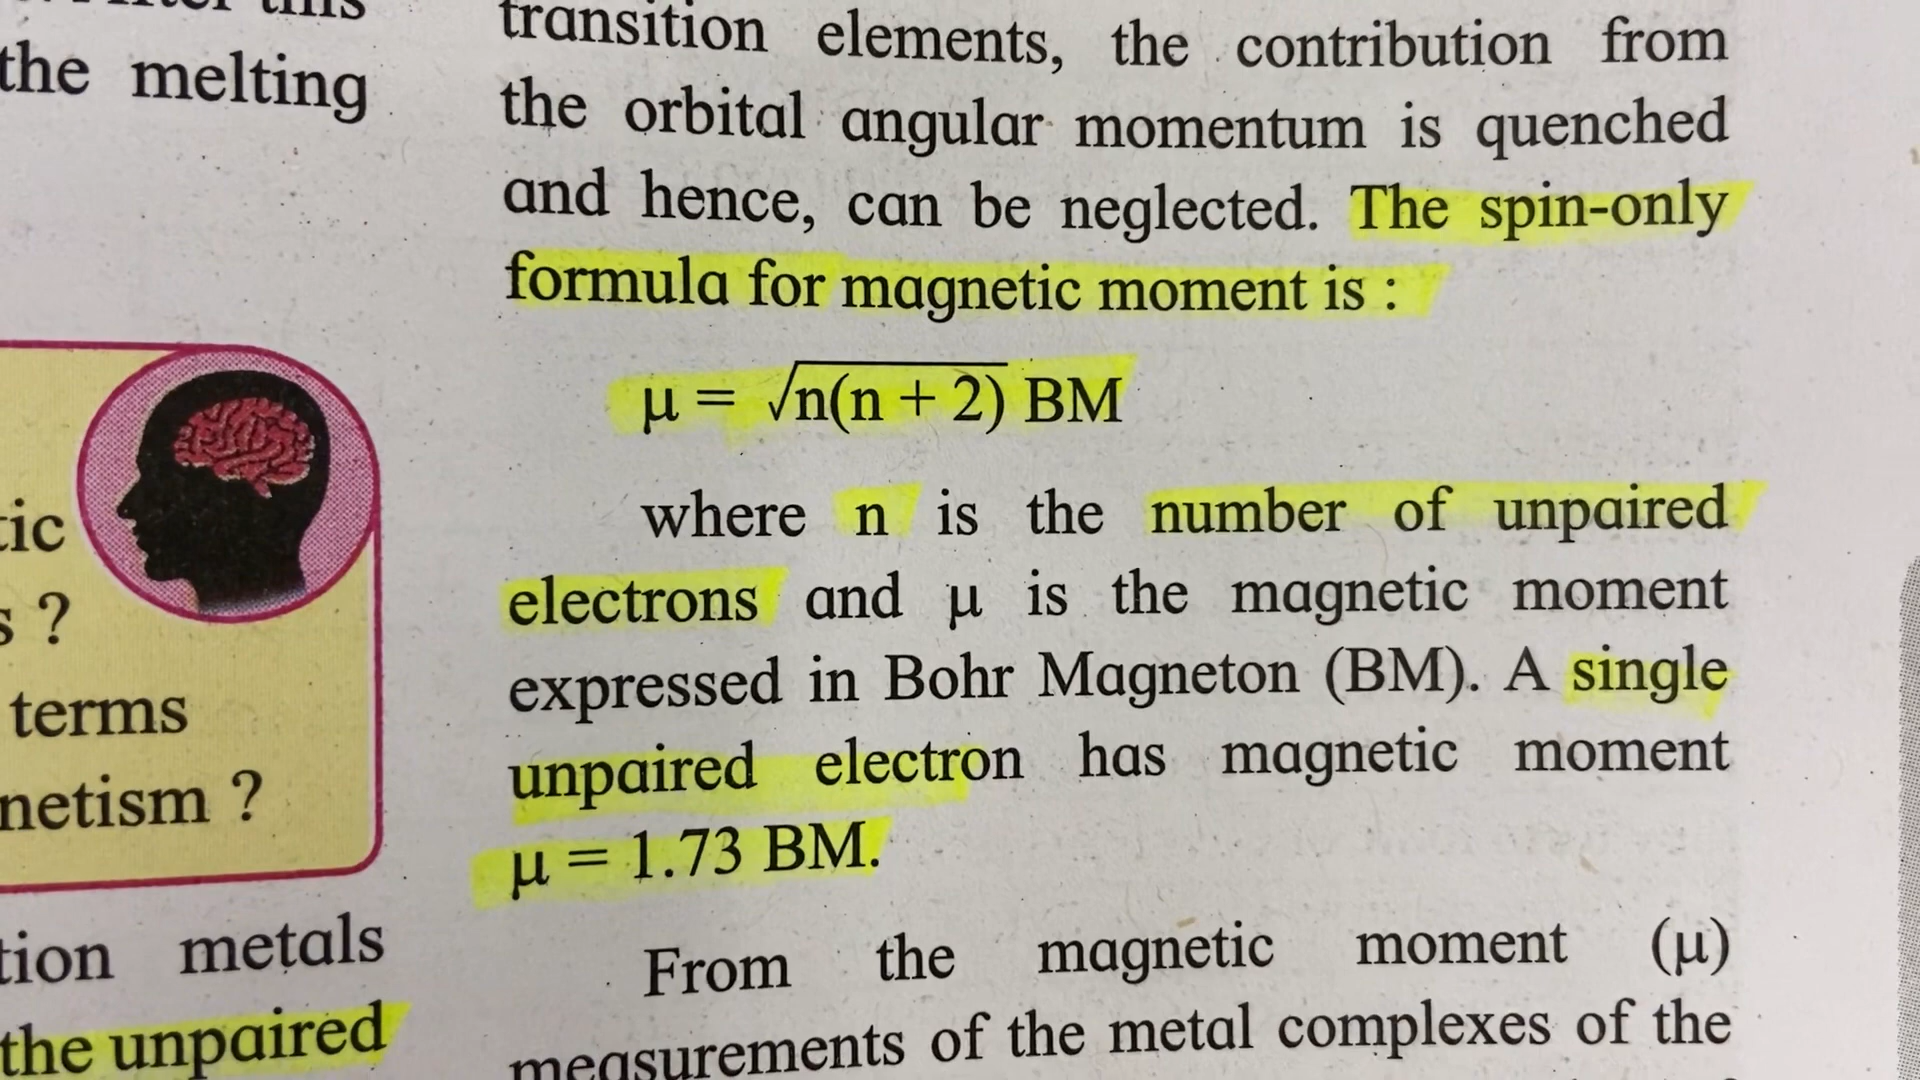 the melting
tic
s ?
terms
netism ?
tion metals
the unpaired
transition elements, the contribution from
the orbital angular momentum is quenched
and hence, can be neglected. The spin-only
formula for magnetic moment is :
μ = √n(n + 2) BM
where n is the number of unpaired
electrons and μ is the magnetic moment
expressed in Bohr Magneton (BM). A single
unpaired electron has magnetic moment
μ = 1.73 BM.
From the magnetic moment (μ)
measurements of the metal complexes of the